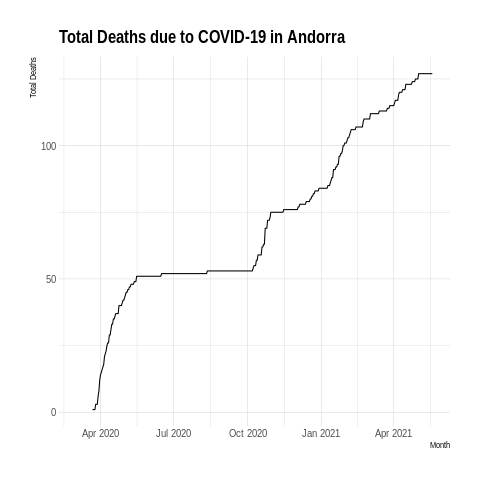 Total Deaths due to COVID-19 in Andorra
Total Deaths
100
50
0
Apr 2020 Jul 2020 Oct 2020 Jan 2021 Apr 2021
Month